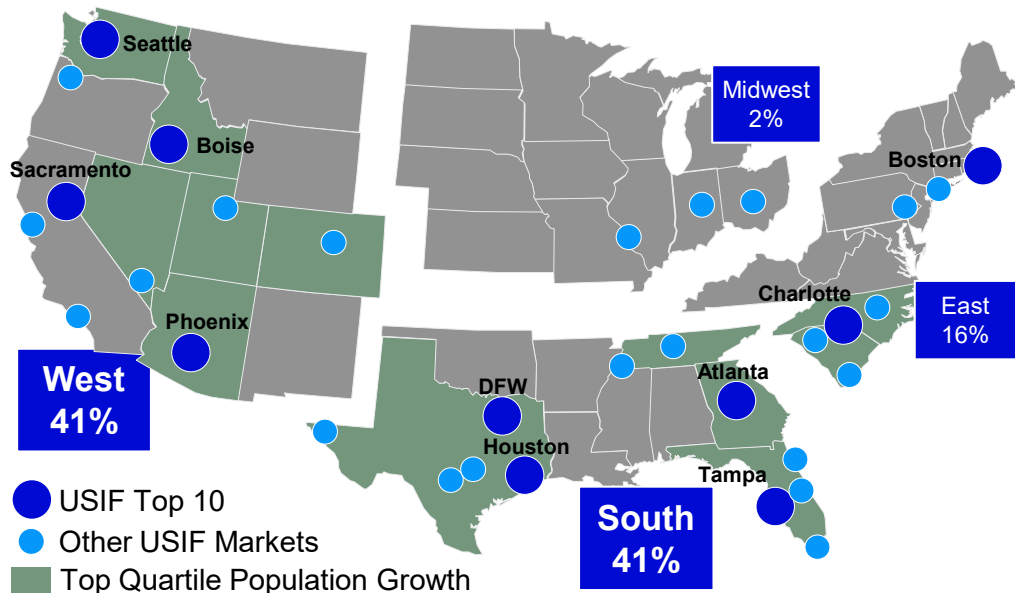 Seattle
Midwest
2%
Boise
Boston
Sacramento
Charlotte
East
16%
Phoenix
West
41%
DFW
Atlanta
Houston
Tampa
USIF Top 10
South
41%
Other USIF Markets
Top Quartile Population Growth